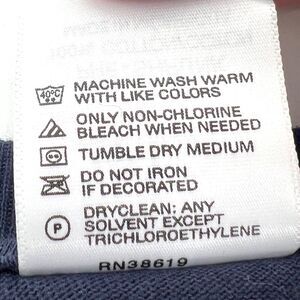 40°C
MACHINE WASH WARM
WITH LIKE COLORS
ONLY NON-CHLORINE
BLEACH WHEN NEEDED
TUMBLE DRY MEDIUM
DO NOT IRON
IF DECORATED
P
DRYCLEAN: ANY
SOLVENT EXCEPT
TRICHLOROETHYLENE
RN38619